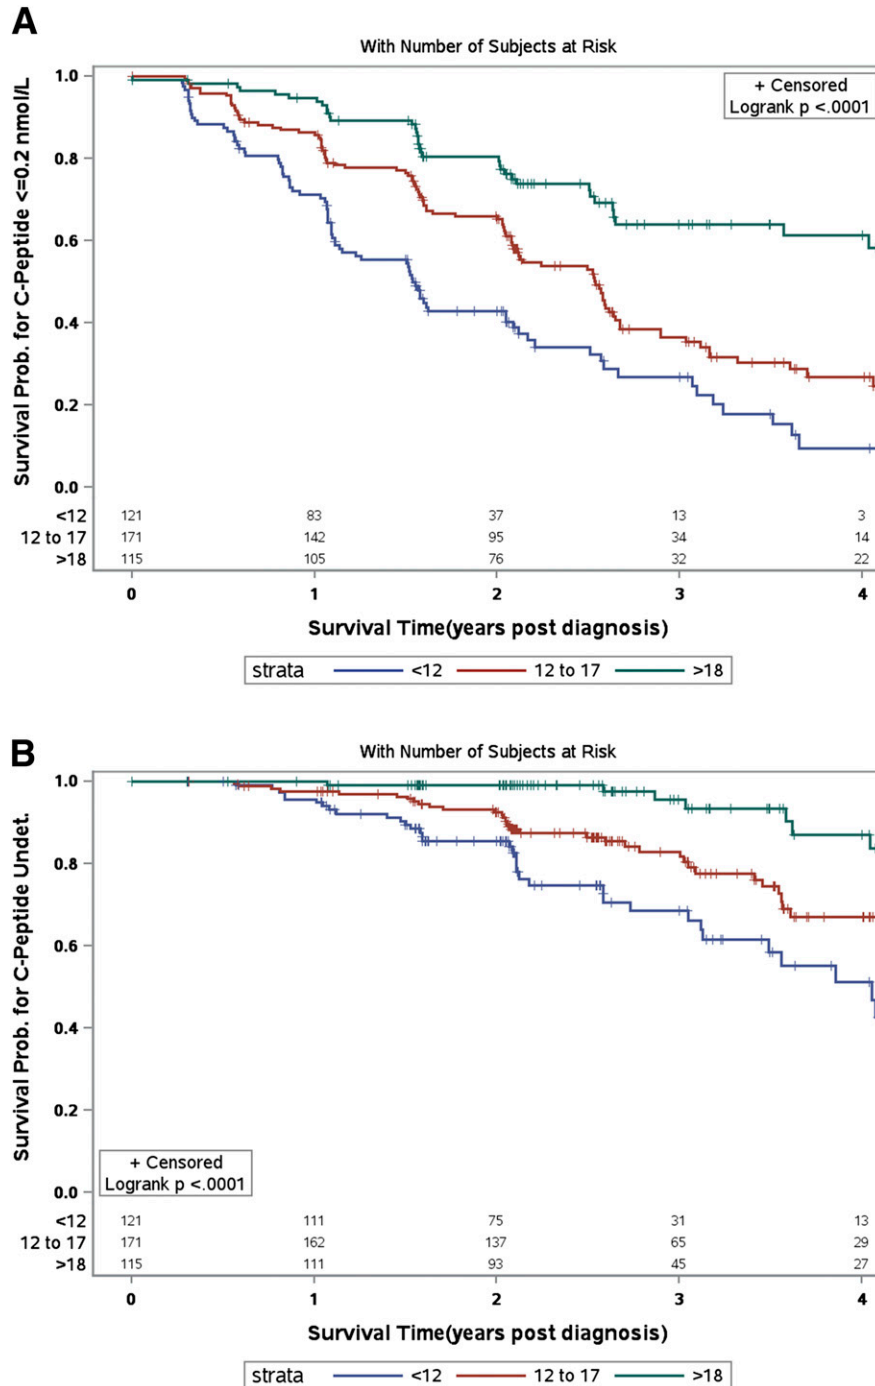 A
With Number of Subjects at Risk
Survival Prob. for C-Peptide <=0.2 nmol/L
1.0
0.8
0.6
0.4
0.2
0.0
+ Censored
Logrank p <.0001
<12 121 83 37 13 3
12 to 17 171 142 95 34 14
>18 115 105 76 32 22
0 1 2 3 4
Survival Time(years post diagnosis)
strata <12 12 to 17 >18
B
With Number of Subjects at Risk
Survival Prob. for C-Peptide Undet.
1.0
0.8
0.6
0.4
0.2
0.0
+ Censored
Logrank p <.0001
<12 121 111 75 31 13
12 to 17 171 162 137 65 29
>18 115 111 93 45 27
0 1 2 3 4
Survival Time(years post diagnosis)
strata <12 12 to 17 >18